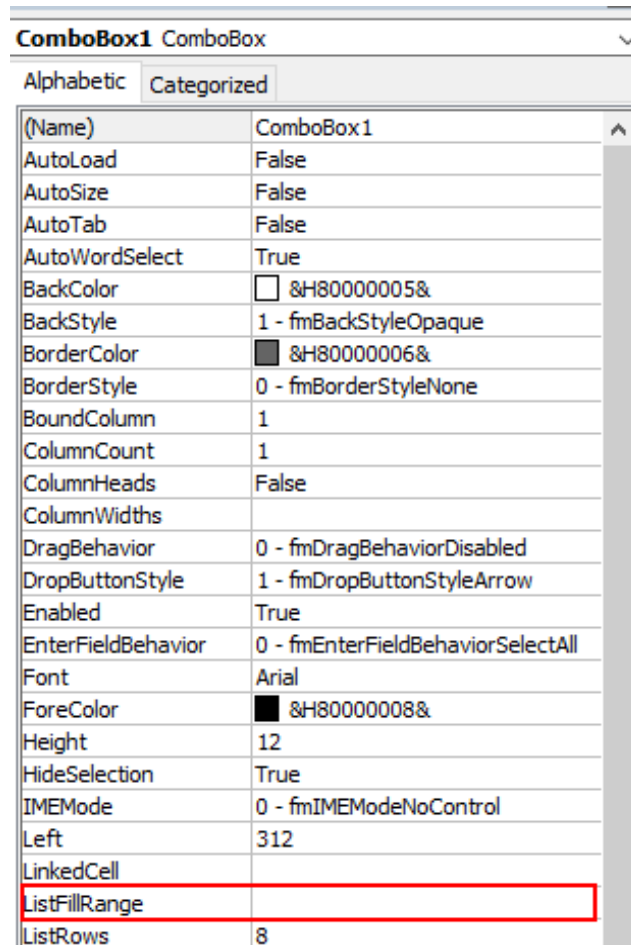 ComboBox1 ComboBox
Alphabetic Categorized
(Name) ComboBox1
AutoLoad False
AutoSize False
AutoTab False
AutoWordSelect True
BackColor &H80000005&
BackStyle 1 - fmBackStyleOpaque
BorderColor &H80000006&
BorderStyle 0 - fmBorderStyleNone
BoundColumn 1
ColumnCount 1
ColumnHeads False
ColumnWidths
DragBehavior 0 - fmDragBehaviorDisabled
DropButtonStyle 1 - fmDropButtonStyleArrow
Enabled True
EnterFieldBehavior 0 - fmEnterFieldBehaviorSelectAll
Font Arial
ForeColor &H80000008&
Height 12
HideSelection True
IMEMode 0 - fmIMEModeNoControl
Left 312
LinkedCell
ListFillRange
ListRows 8